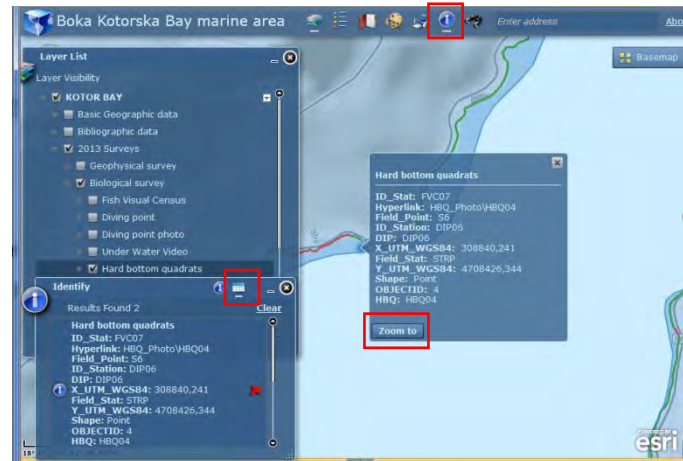 Boka Kotorska Bay marine area
Enter address
Abo
Layer List
Layer Visibility
KOTOR BAY
Basic Geographic data
Bibliographic data
2013 Surveys
Geophysical survey
Biological survey
Fish Visual Census
Diving point
Diving point photo
Under Water Video
Hard bottom quadrats
Identify
Results Found 2
Clear
Hard bottom quadrats
ID_Stat: FVC07
Hyperlink: HBQ_Photo\HBQ04
Field_Point: S6
ID_Station: DIP06
DIP: DIP06
X_UTM_WGS84: 308840,241
Field_Stat: STRP
Y_UTM_WGS84: 4708426,344
Shape: Point
OBJECTID: 4
HBQ: HBQ04
Basemap
Hard bottom quadrats
ID_Stat: FVC07
Hyperlink: HBQ_Photo\HBQ04
Field_Point: S6
ID_Station: DIP06
DIP: DIP06
X_UTM_WGS84: 308840,241
Field_Stat: STRP
Y_UTM_WGS84: 4708426,344
Shape: Point
OBJECTID: 4
HBQ: HBQ04
Zoom to
esri